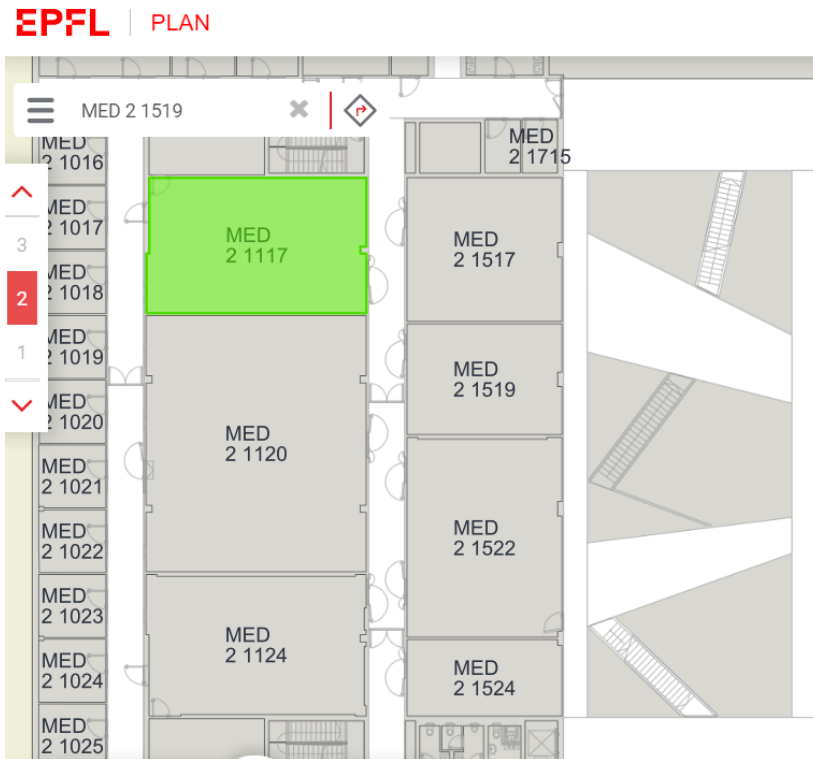 EPFL PLAN
MED 2 1519
MED
2 1016
MED
2 1017
MED
2 1018
MED
2 1019
MED
2 1020
MED
2 1021
MED
2 1022
MED
2 1023
MED
2 1024
MED
2 1025
3
2
1
MED
2 1117
MED
2 1120
MED
2 1124
MED
2 1715
MED
2 1517
MED
2 1519
MED
2 1522
MED
2 1524